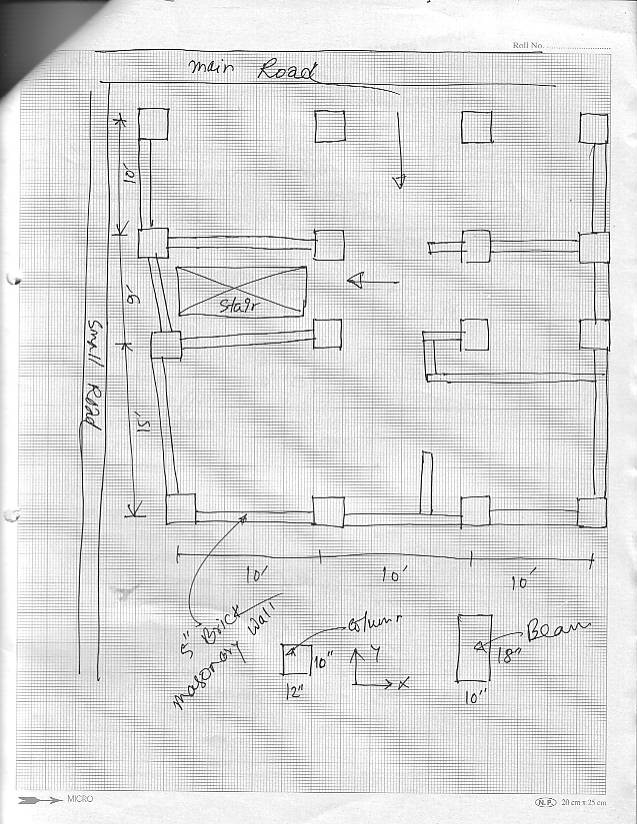 Roll No.
main Road
10'
9'
Small Road
15'
Stair
10'
10'
10'
5" Brick
masonary wall
column
10"
12"
Y
X
Beam
18"
10"
MICRO
N.P. 20 cm x 25 cm